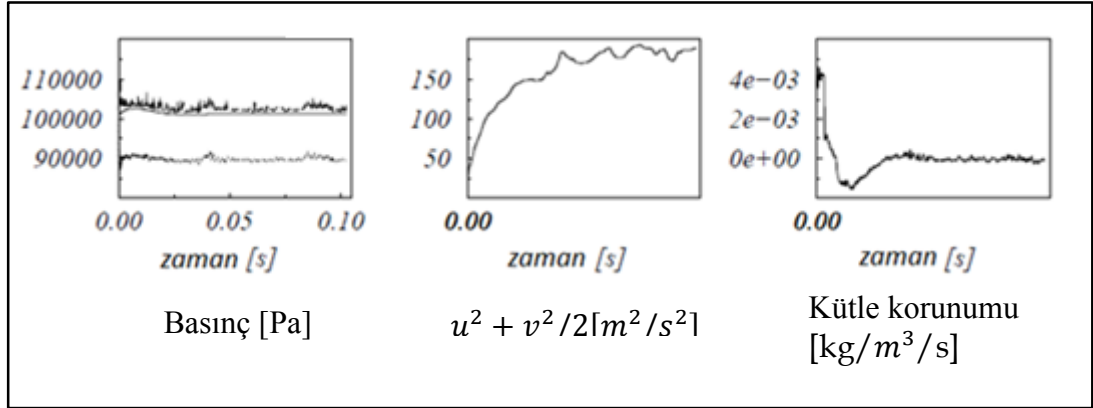 110000
100000
90000
0.00 0.05 0.10
zaman [s]
Basınç [Pa]
150
100
50
0.00
zaman [s]
𝑢² + 𝑣²/2[𝑚²/𝑠²]
4e−03
2e−03
0e+00
0.00
zaman [s]
Kütle korunumu
[kg/𝑚³/s]